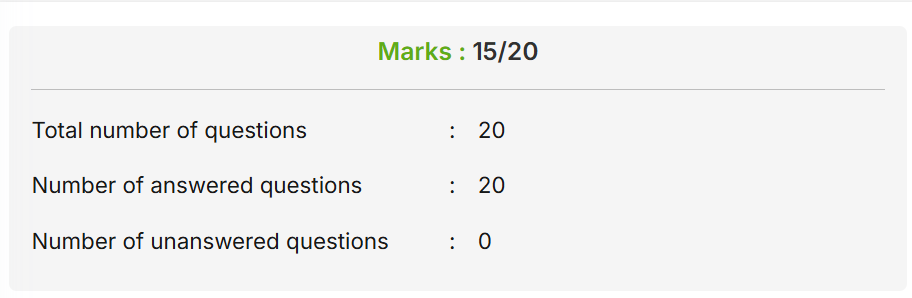 Marks : 15/20
Total number of questions : 20
Number of answered questions : 20
Number of unanswered questions : 0